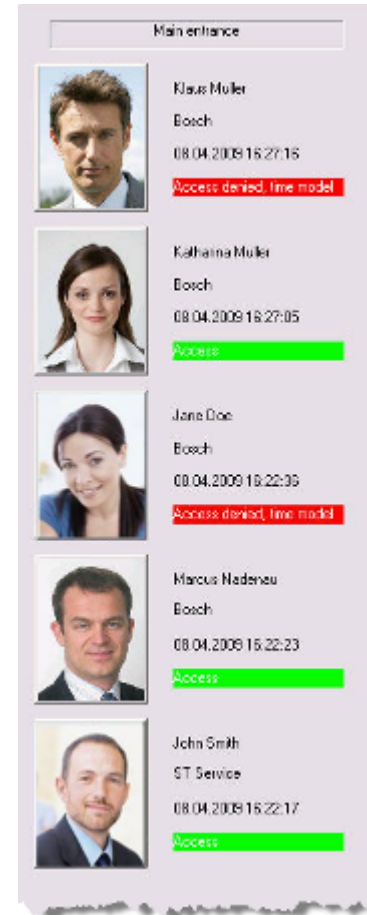 Main entrance
Klaus Muller
Bosch
08.04.2009 16:27:16
Access denied, time model
Katharina Muller
Bosch
08.04.2009 16:27:05
Access
Jane Doe
Bosch
08.04.2009 16:22:36
Access denied, time model
Marcus Nadenau
Bosch
08.04.2009 16:22:23
Access
John Smith
ST Service
08.04.2009 16:22:17
Access